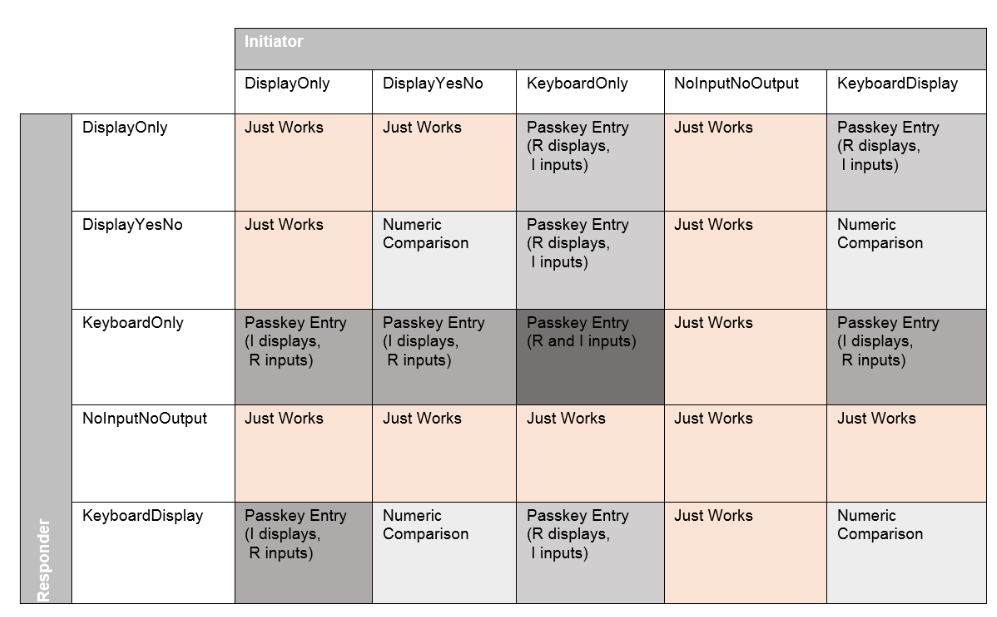 Initiator
DisplayOnly
DisplayYesNo
KeyboardOnly
NoInputNoOutput
KeyboardDisplay
Responder
DisplayOnly
Just Works
Just Works
Passkey Entry
(R displays,
I inputs)
Just Works
Passkey Entry
(R displays,
I inputs)
DisplayYesNo
Just Works
Numeric
Comparison
Passkey Entry
(R displays,
I inputs)
Just Works
Numeric
Comparison
KeyboardOnly
Passkey Entry
(I displays,
R inputs)
Passkey Entry
(I displays,
R inputs)
Passkey Entry
(R and I inputs)
Just Works
Passkey Entry
(I displays,
R inputs)
NoInputNoOutput
Just Works
Just Works
Just Works
Just Works
Just Works
KeyboardDisplay
Passkey Entry
(I displays,
R inputs)
Numeric
Comparison
Passkey Entry
(R displays,
I inputs)
Just Works
Numeric
Comparison